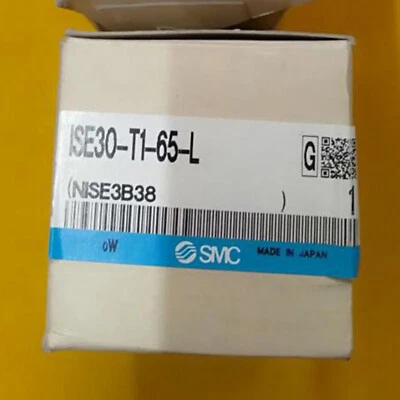 ISE30-T1-65-L
G
(NISE3B38 )
1
oW
SMC
MADE IN JAPAN